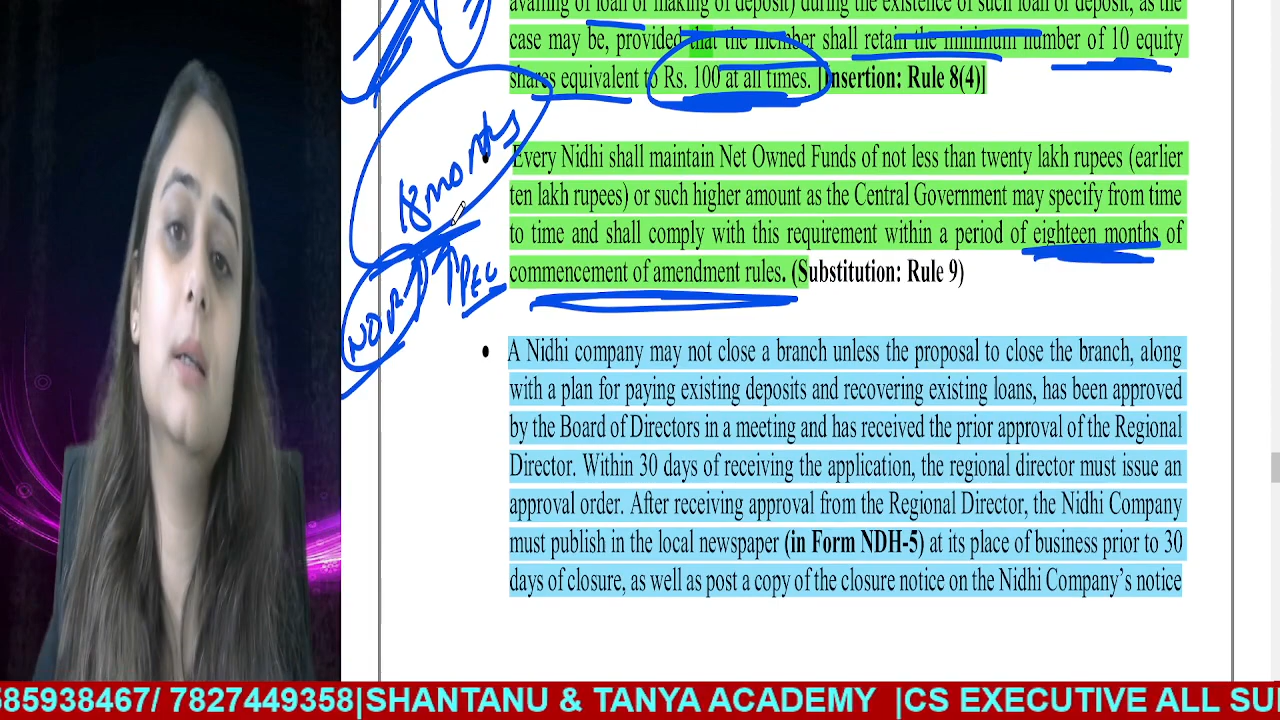 availing of loan or making of deposit) during the existence of such loan or deposit, as the
case may be, provided that the member shall retain the minimum number of 10 equity
shares equivalent to Rs. 100 at all times. [Insertion: Rule 8(4)]
18 months
• Every Nidhi shall maintain Net Owned Funds of not less than twenty lakh rupees (earlier
ten lakh rupees) or such higher amount as the Central Government may specify from time
to time and shall comply with this requirement within a period of eighteen months of
commencement of amendment rules. (Substitution: Rule 9)
DEC
• A Nidhi company may not close a branch unless the proposal to close the branch, along
with a plan for paying existing deposits and recovering existing loans, has been approved
by the Board of Directors in a meeting and has received the prior approval of the Regional
Director. Within 30 days of receiving the application, the regional director must issue an
approval order. After receiving approval from the Regional Director, the Nidhi Company
must publish in the local newspaper (in Form NDH-5) at its place of business prior to 30
days of closure, as well as post a copy of the closure notice on the Nidhi Company's notice
585938467/ 7827449358|SHANTANU & TANYA ACADEMY |CS EXECUTIVE ALL SU